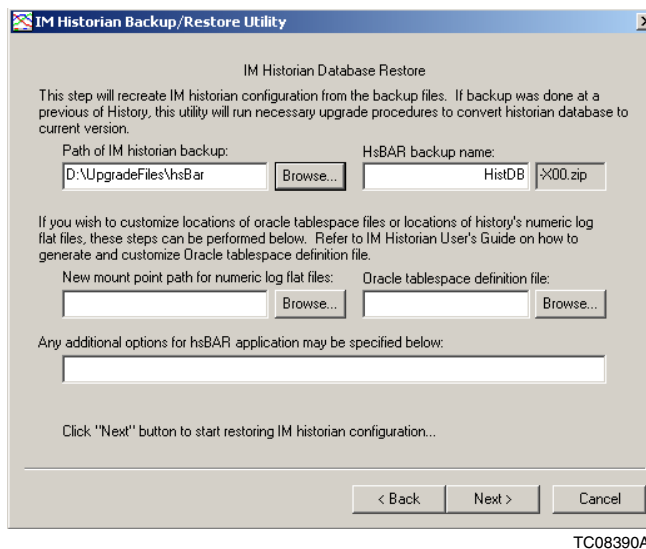 IM Historian Backup/Restore Utility
IM Historian Database Restore
This step will recreate IM historian configuration from the backup files. If backup was done at a
previous of History, this utility will run necessary upgrade procedures to convert historian database to
current version.
Path of IM historian backup:
HsBAR backup name:
D:\UpgradeFiles\hsBar
Browse...
HistDB
-X00.zip
If you wish to customize locations of oracle tablespace files or locations of history's numeric log
flat files, these steps can be performed below. Refer to IM Historian User's Guide on how to
generate and customize Oracle tablespace definition file.
New mount point path for numeric log flat files:
Oracle tablespace definition file:
Browse...
Browse...
Any additional options for hsBAR application may be specified below:
Click "Next" button to start restoring IM historian configuration...
< Back
Next >
Cancel
TC08390A